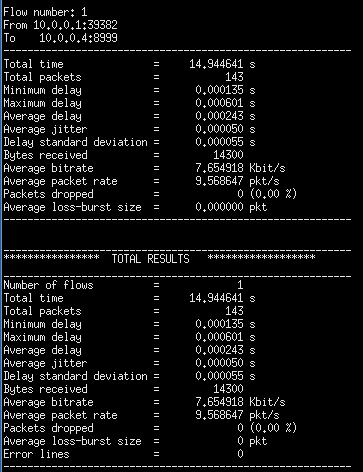 Flow number: 1
From 10.0.0.1:39382
To    10.0.0.4:8999
----------------------------------------------------------
Total time               =     14.944641 s
Total packets            =           143
Minimum delay            =      0.000135 s
Maximum delay            =      0.000601 s
Average delay            =      0.000243 s
Average jitter           =      0.000050 s
Delay standard deviation =      0.000055 s
Bytes received           =         14300
Average bitrate          =      7.654918 Kbit/s
Average packet rate      =      9.568647 pkt/s
Packets dropped          =             0 (0.00 %)
Average loss-burst size  =      0.000000 pkt
----------------------------------------------------------
----------------------------------------------------------
****************  TOTAL RESULTS   ******************
----------------------------------------------------------
Number of flows          =             1
Total time               =     14.944641 s
Total packets            =           143
Minimum delay            =      0.000135 s
Maximum delay            =      0.000601 s
Average delay            =      0.000243 s
Average jitter           =      0.000050 s
Delay standard deviation =      0.000055 s
Bytes received           =         14300
Average bitrate          =      7.654918 Kbit/s
Average packet rate      =      9.568647 pkt/s
Packets dropped          =             0 (0.00 %)
Average loss-burst size  =             0 pkt
Error lines              =             0
----------------------------------------------------------